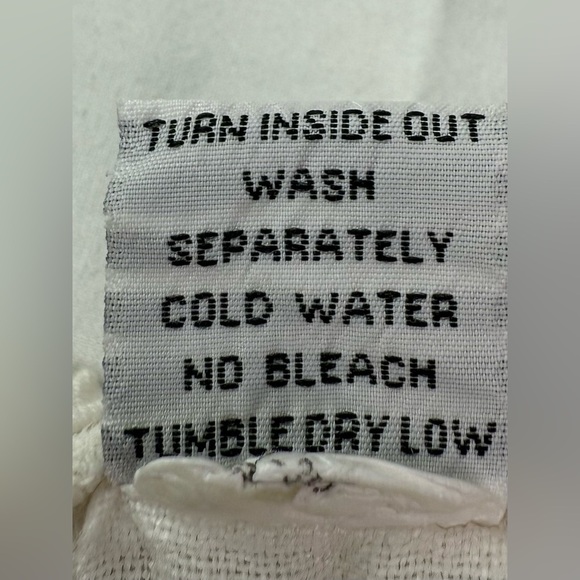 TURN INSIDE OUT
WASH
SEPARATELY
COLD WATER
NO BLEACH
TUMBLE DRY LOW